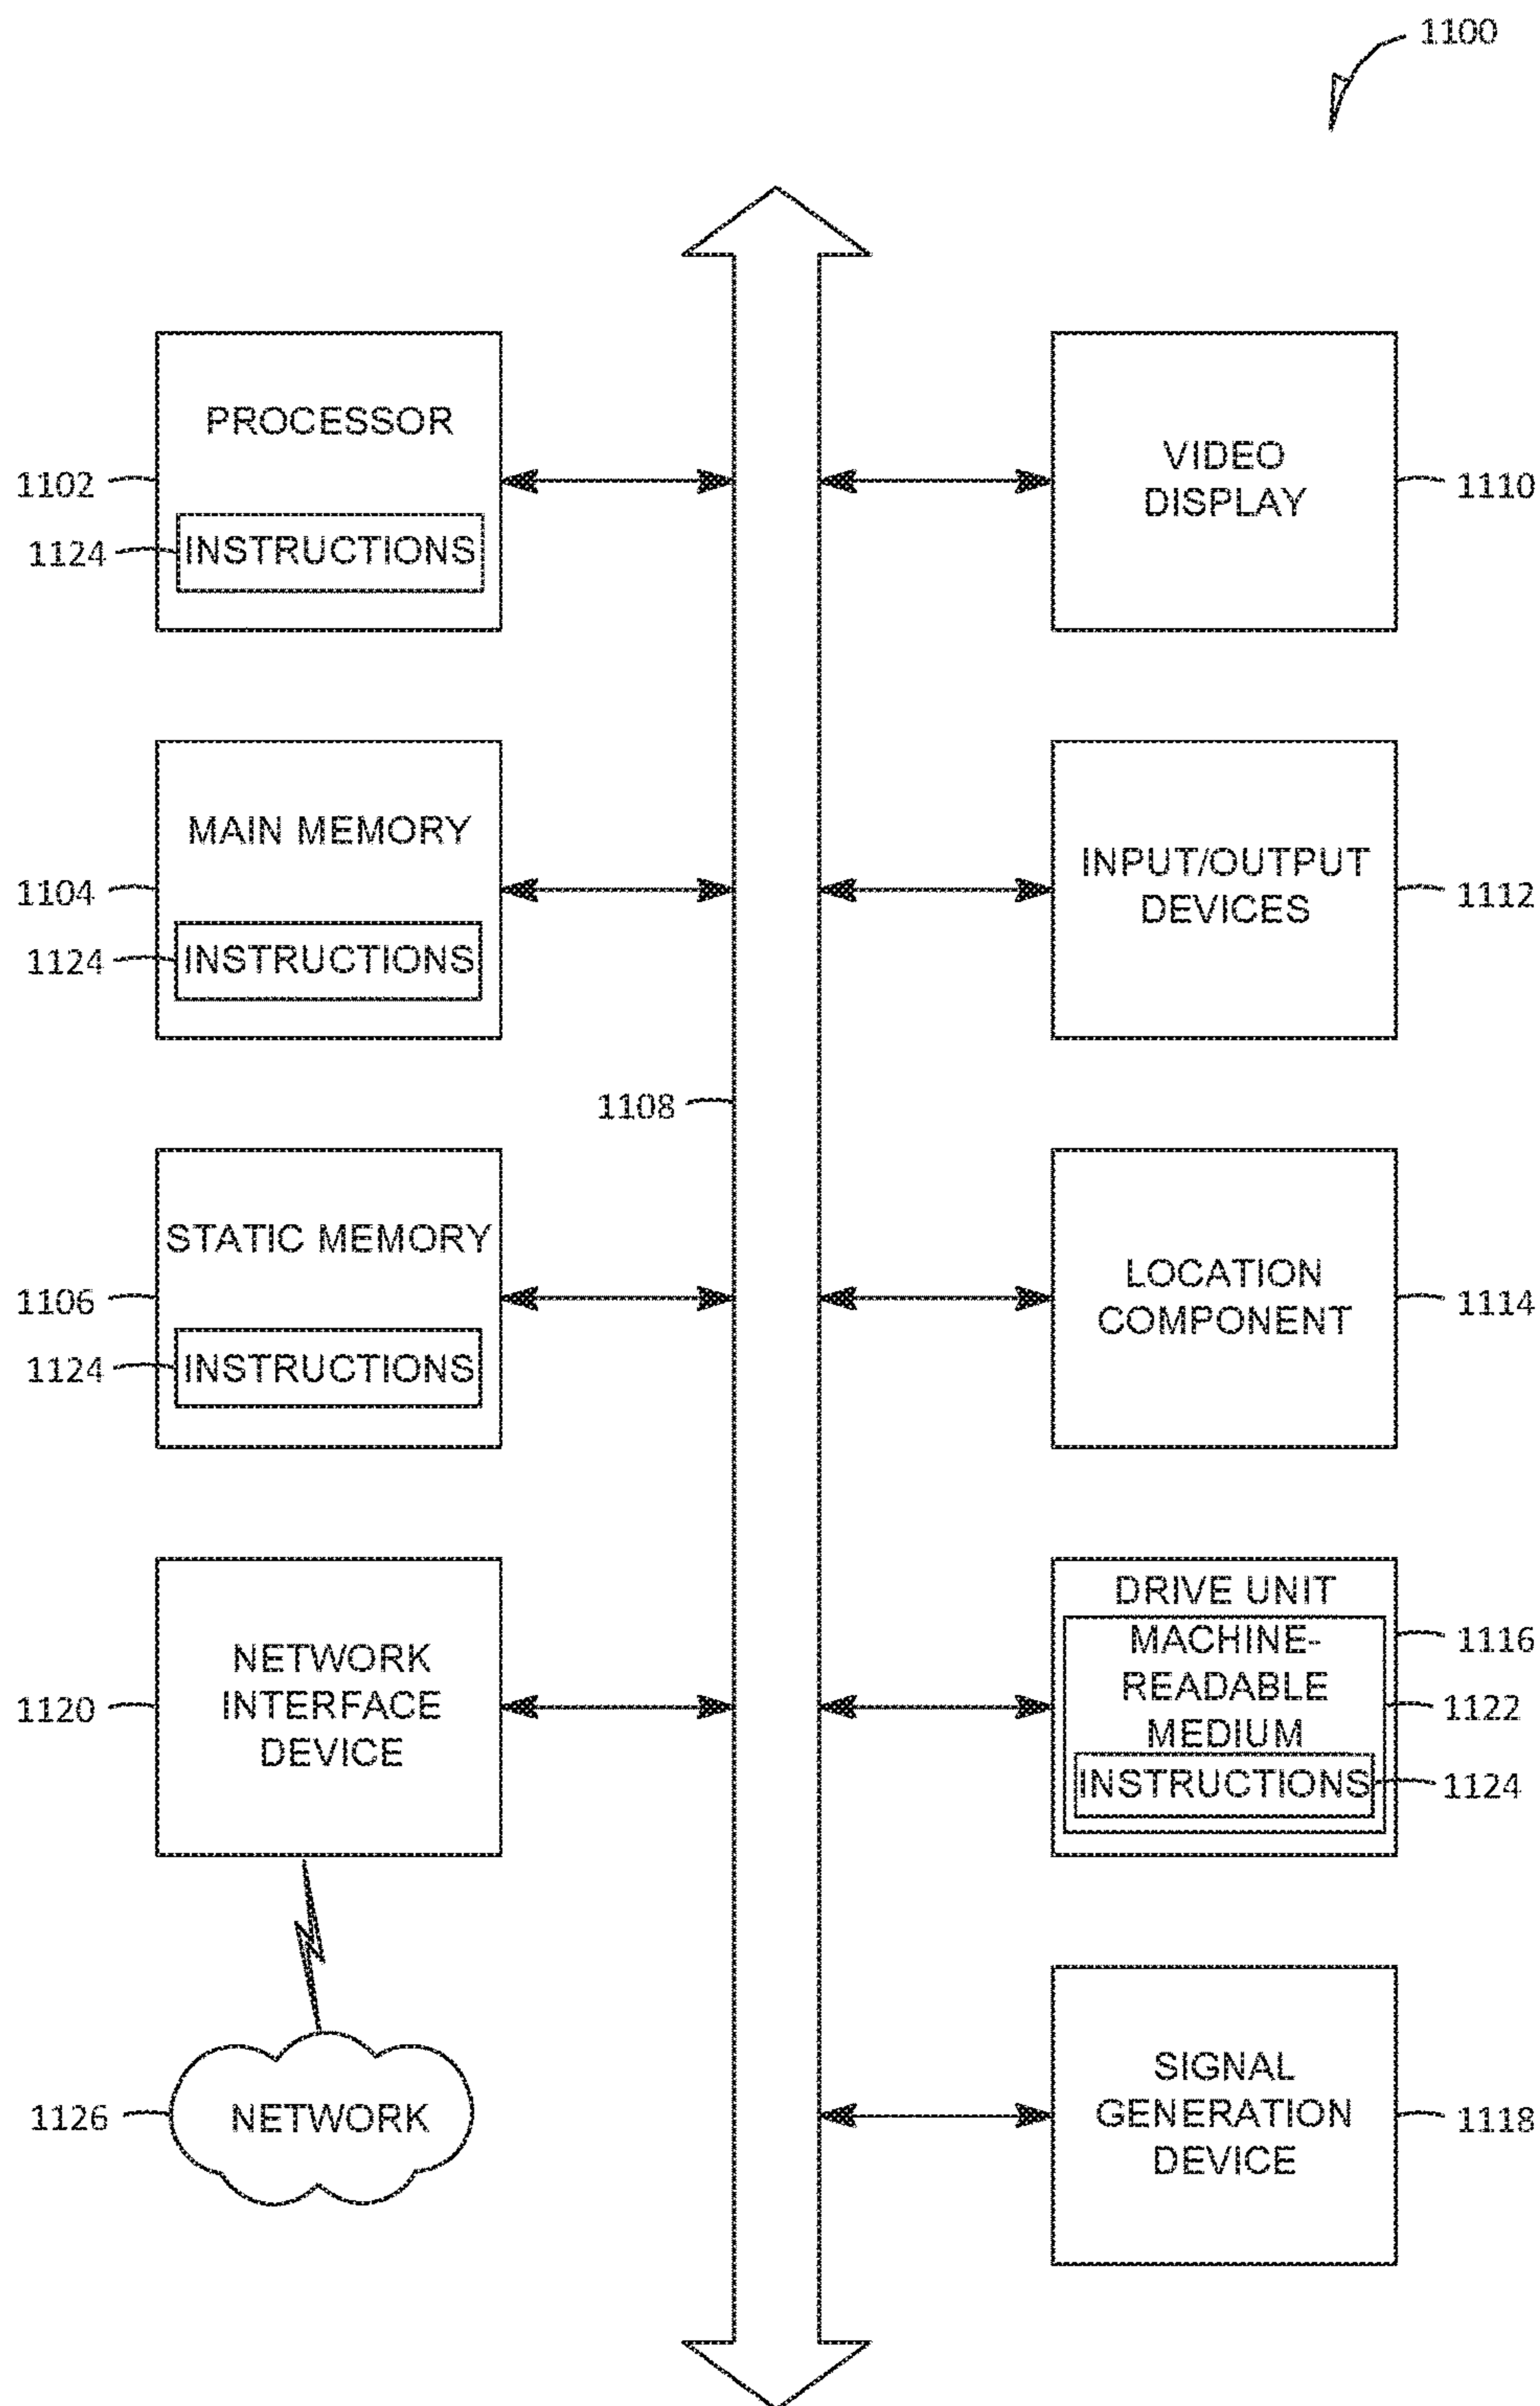 1100
PROCESSOR
1102
1124
INSTRUCTIONS
VIDEO
DISPLAY
1110
MAIN MEMORY
1104
1124
INSTRUCTIONS
INPUT/OUTPUT
DEVICES
1112
1108
STATIC MEMORY
1106
1124
INSTRUCTIONS
LOCATION
COMPONENT
1114
NETWORK
INTERFACE
DEVICE
1120
DRIVE UNIT
MACHINE-
READABLE
MEDIUM
INSTRUCTIONS
1116
1122
1124
1126
NETWORK
SIGNAL
GENERATION
DEVICE
1118